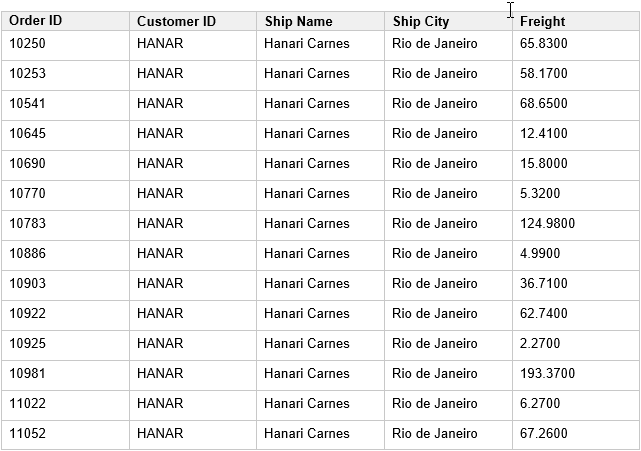 Order ID Customer ID Ship Name Ship City Freight
10250 HANAR Hanari Carnes Rio de Janeiro 65.8300
10253 HANAR Hanari Carnes Rio de Janeiro 58.1700
10541 HANAR Hanari Carnes Rio de Janeiro 68.6500
10645 HANAR Hanari Carnes Rio de Janeiro 12.4100
10690 HANAR Hanari Carnes Rio de Janeiro 15.8000
10770 HANAR Hanari Carnes Rio de Janeiro 5.3200
10783 HANAR Hanari Carnes Rio de Janeiro 124.9800
10886 HANAR Hanari Carnes Rio de Janeiro 4.9900
10903 HANAR Hanari Carnes Rio de Janeiro 36.7100
10922 HANAR Hanari Carnes Rio de Janeiro 62.7400
10925 HANAR Hanari Carnes Rio de Janeiro 2.2700
10981 HANAR Hanari Carnes Rio de Janeiro 193.3700
11022 HANAR Hanari Carnes Rio de Janeiro 6.2700
11052 HANAR Hanari Carnes Rio de Janeiro 67.2600